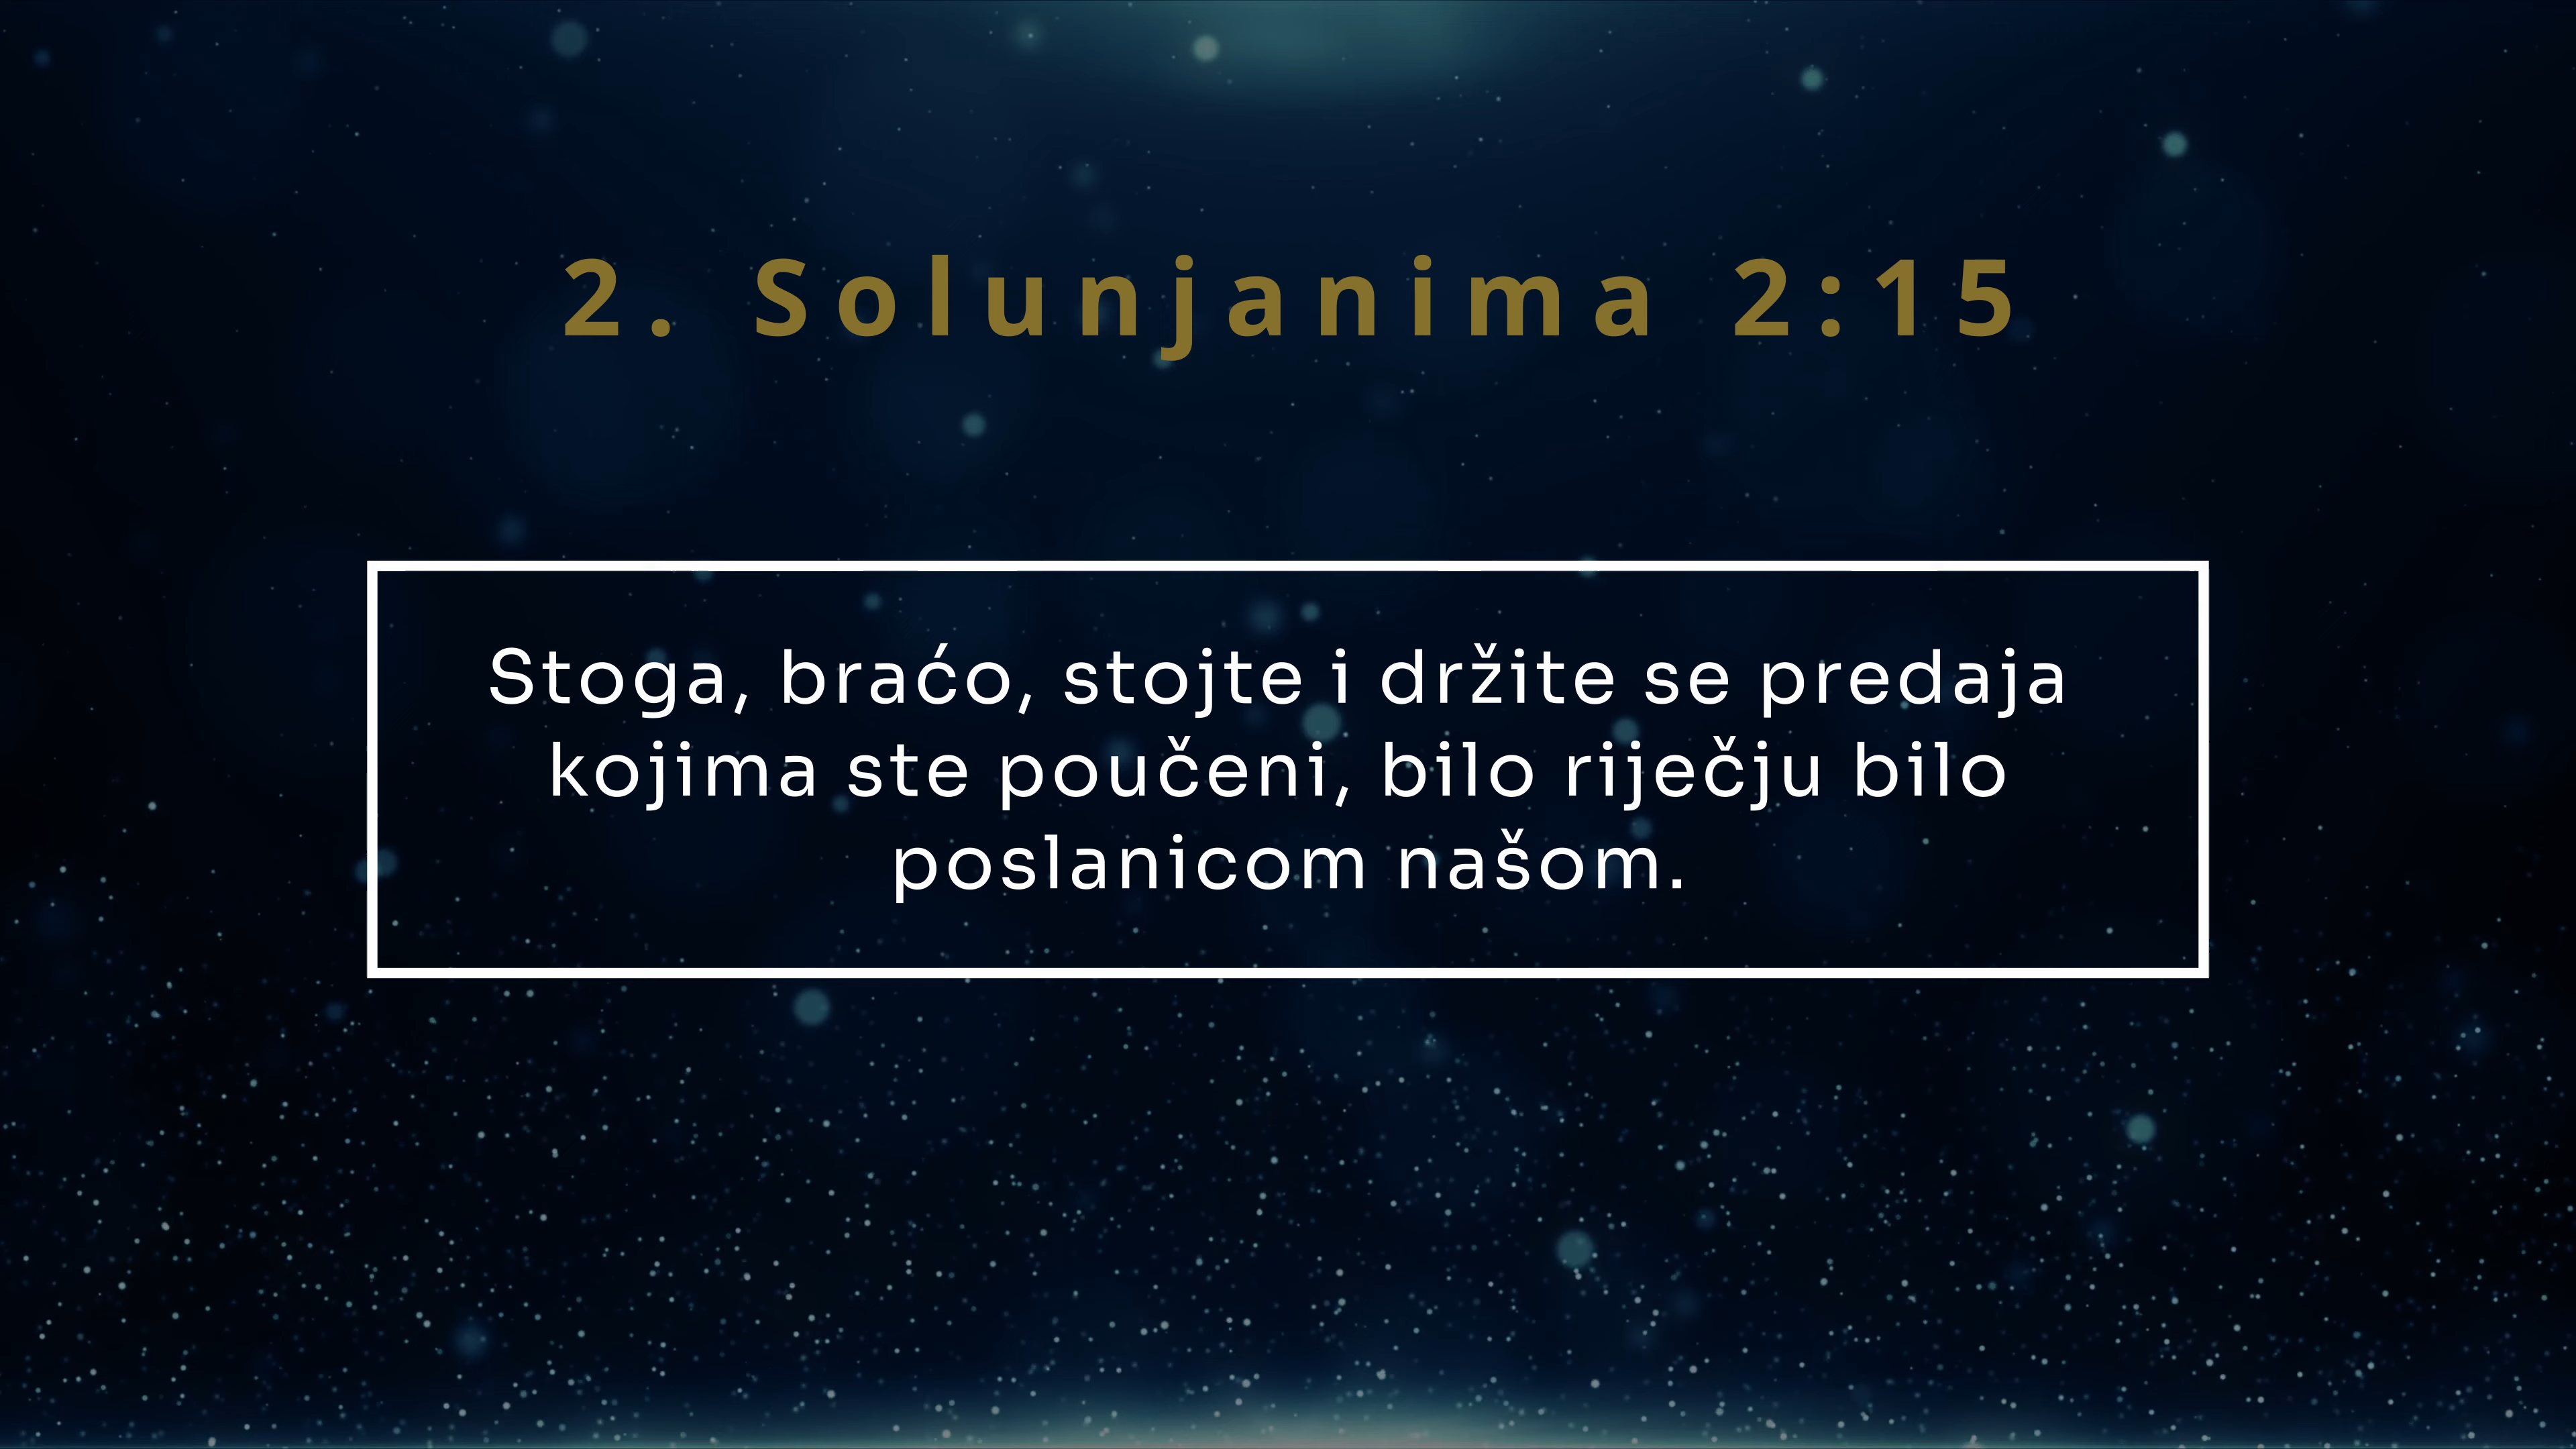 2. Solunjanima 2:15
Stoga, braćo, stojte i držite se predaja
kojima ste poučeni, bilo riječju bilo
poslanicom našom.